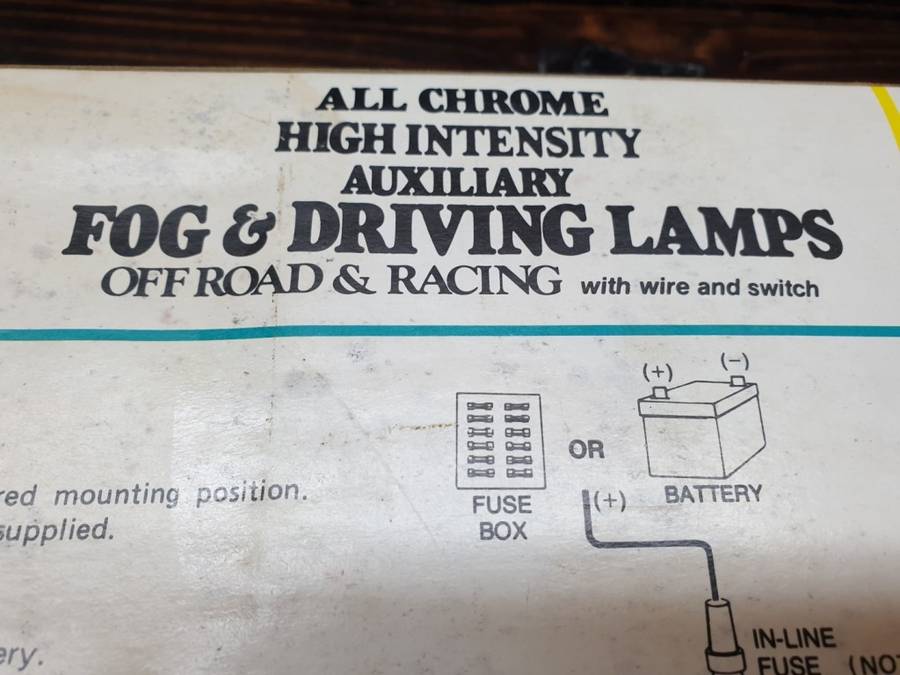 ALL CHROME
HIGH INTENSITY
AUXILIARY
FOG & DRIVING LAMPS
OFF ROAD & RACING with wire and switch
(+) (-)
OR
red mounting position.
FUSE
BOX
(+)
BATTERY
supplied.
IN-LINE
FUSE (NOT
ery.